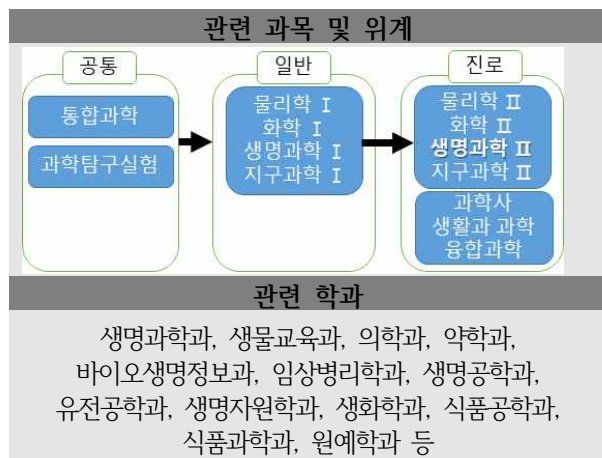 관련 과목 및 위계
공통
통합과학
과학탐구실험
일반
물리학 Ⅰ
화학 Ⅰ
생명과학 Ⅰ
지구과학 Ⅰ
진로
물리학 Ⅱ
화학 Ⅱ
생명과학 Ⅱ
지구과학 Ⅱ
과학사
생활과 과학
융합과학
관련 학과
생명과학과, 생물교육과, 의학과, 약학과,
바이오생명정보과, 임상병리학과, 생명공학과,
유전공학과, 생명자원학과, 생화학과, 식품공학과,
식품과학과, 원예학과 등